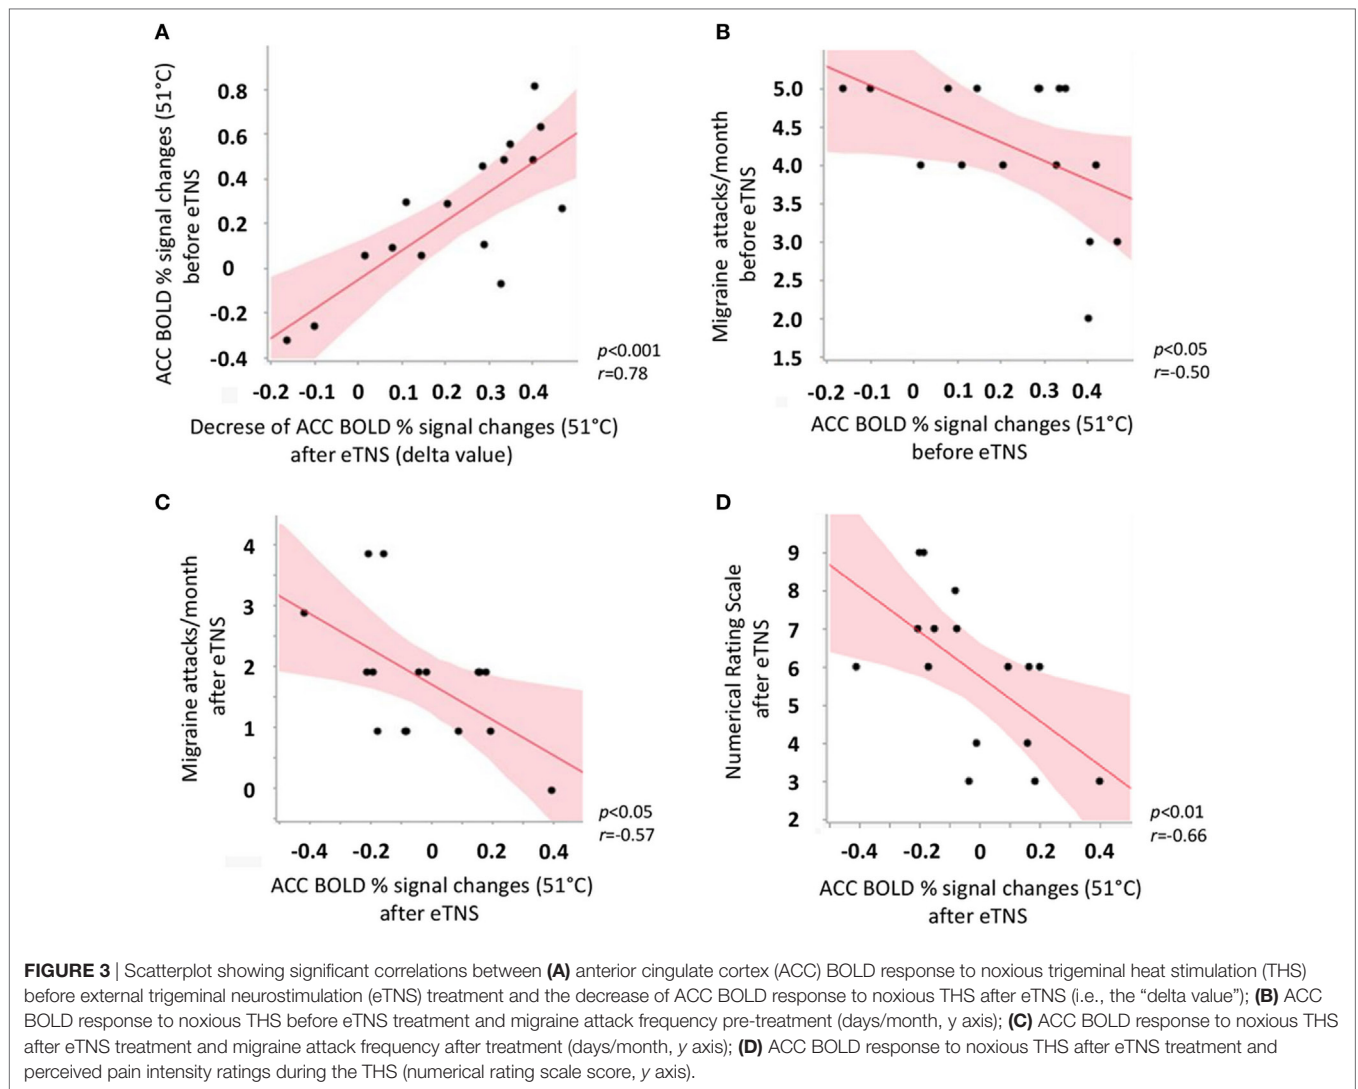 A
ACC BOLD % signal changes (51°C)
before eTNS
0.8
0.6
0.4
0.2
0
-0.2
-0.4
-0.2 -0.1 0 0.1 0.2 0.3 0.4
Decrese of ACC BOLD % signal changes (51°C)
after eTNS (delta value)
p<0.001
r=0.78
B
Migraine attacks/month
before eTNS
5.0
4.5
4.0
3.5
3.0
2.5
2.0
1.5
-0.2 -0.1 0 0.1 0.2 0.3 0.4
ACC BOLD % signal changes (51°C)
before eTNS
p<0.05
r=-0.50
C
Migraine attacks/month
after eTNS
4
3
2
1
0
-0.4 -0.2 0 0.2 0.4
ACC BOLD % signal changes (51°C)
after eTNS
p<0.05
r=-0.57
D
Numerical Rating Scale
after eTNS
9
8
7
6
5
4
3
2
-0.4 -0.2 0 0.2 0.4
ACC BOLD % signal changes (51°C)
after eTNS
p<0.01
r=-0.66
FIGURE 3 | Scatterplot showing significant correlations between (A) anterior cingulate cortex (ACC) BOLD response to noxious trigeminal heat stimulation (THS)
before external trigeminal neurostimulation (eTNS) treatment and the decrease of ACC BOLD response to noxious THS after eTNS (i.e., the “delta value”); (B) ACC
BOLD response to noxious THS before eTNS treatment and migraine attack frequency pre-treatment (days/month, y axis); (C) ACC BOLD response to noxious THS
after eTNS treatment and migraine attack frequency after treatment (days/month, y axis); (D) ACC BOLD response to noxious THS after eTNS treatment and
perceived pain intensity ratings during the THS (numerical rating scale score, y axis).